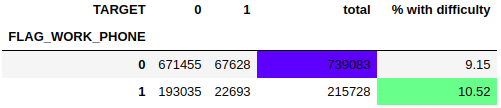 TARGET 0 1 total % with difficulty
FLAG_WORK_PHONE
0 671455 67628 739083 9.15
1 193035 22693 215728 10.52